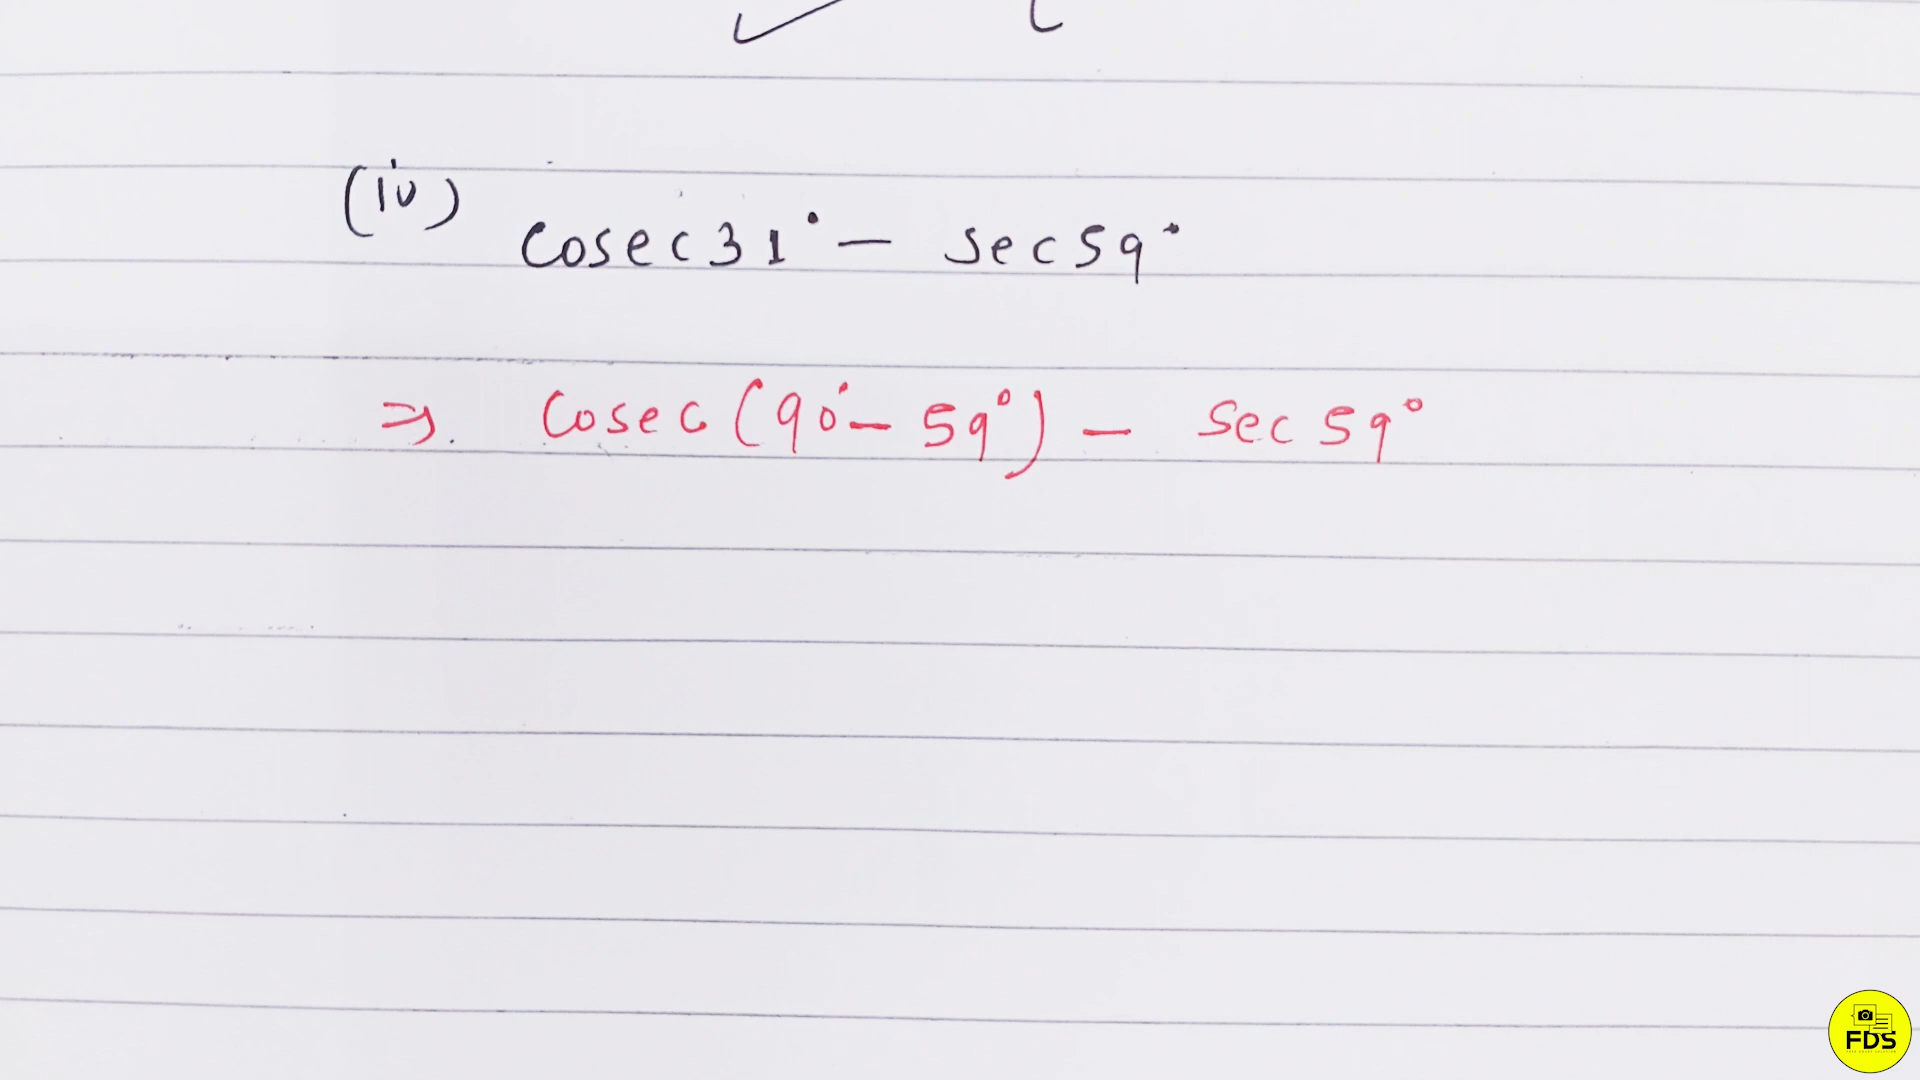 (iv) cosec 31° – sec 59°
⇒ cosec (90° – 59°) – sec 59°
FDS